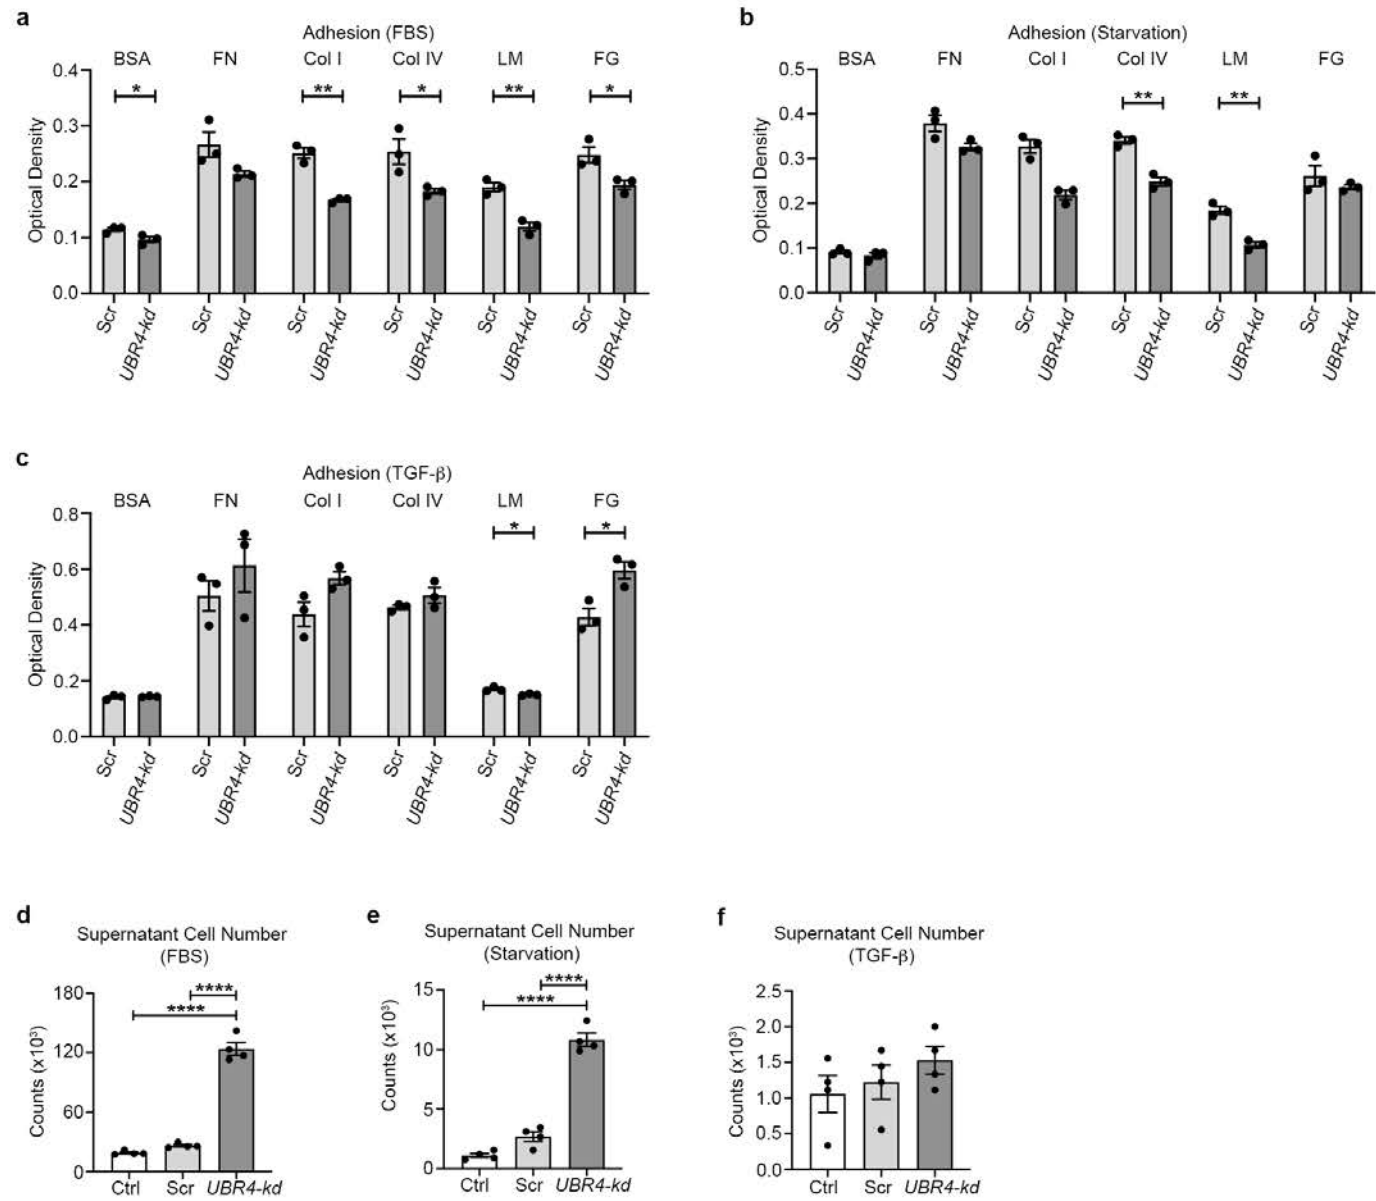 a
Adhesion (FBS)
BSA FN Col I Col IV LM FG
* ** * ** *
Optical Density
0.4
0.3
0.2
0.1
0.0
Scr UBR4-kd Scr UBR4-kd Scr UBR4-kd Scr UBR4-kd Scr UBR4-kd Scr UBR4-kd
b
Adhesion (Starvation)
BSA FN Col I Col IV LM FG
** **
Optical Density
0.5
0.4
0.3
0.2
0.1
0.0
Scr UBR4-kd Scr UBR4-kd Scr UBR4-kd Scr UBR4-kd Scr UBR4-kd Scr UBR4-kd
c
Adhesion (TGF-β)
BSA FN Col I Col IV LM FG
* *
Optical Density
0.8
0.6
0.4
0.2
0.0
Scr UBR4-kd Scr UBR4-kd Scr UBR4-kd Scr UBR4-kd Scr UBR4-kd Scr UBR4-kd
d
Supernatant Cell Number
(FBS)
****
****
Counts (x10³)
180
120
60
0
Ctrl Scr UBR4-kd
e
Supernatant Cell Number
(Starvation)
****
****
Counts (x10³)
15
10
5
0
Ctrl Scr UBR4-kd
f
Supernatant Cell Number
(TGF-β)
Counts (x10³)
2.5
2.0
1.5
1.0
0.5
0.0
Ctrl Scr UBR4-kd